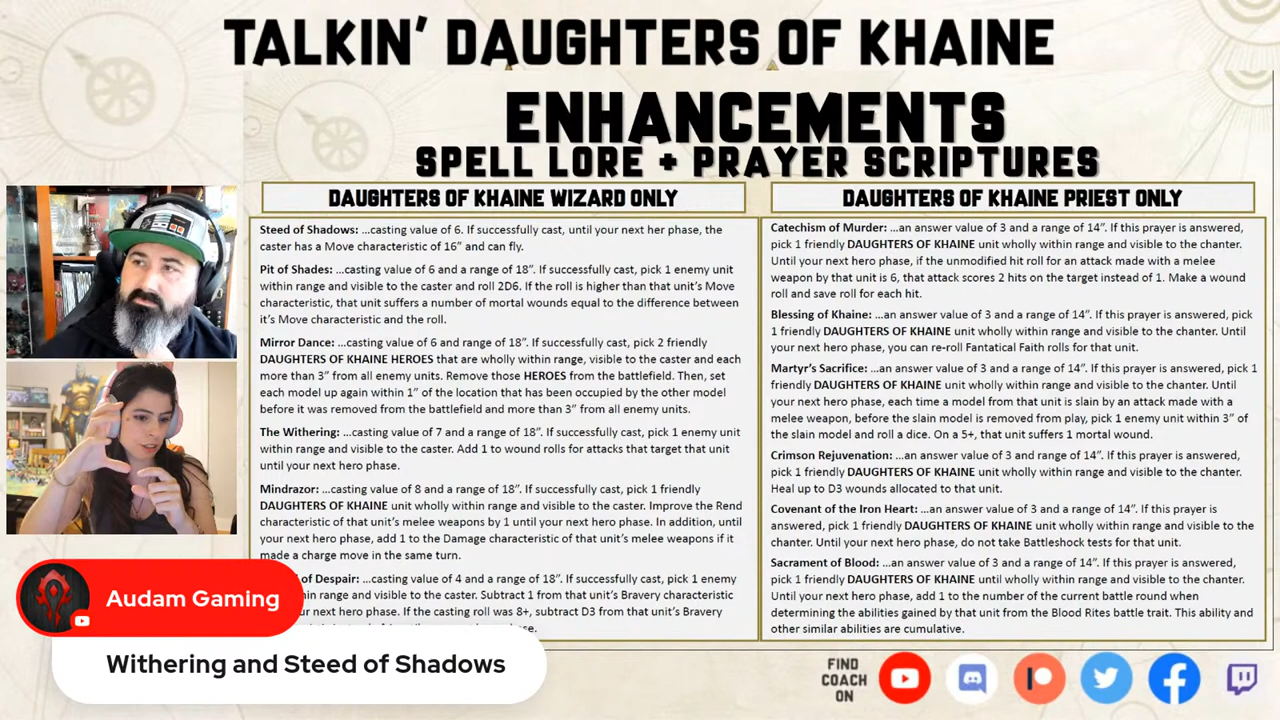 TALKIN' DAUGHTERS OF KHAINE
ENHANCEMENTS
SPELL LORE + PRAYER SCRIPTURES
DAUGHTERS OF KHAINE WIZARD ONLY
Steed of Shadows: ...casting value of 6. If successfully cast, until your next her phase, the
caster has a Move characteristic of 16" and can fly.
Pit of Shades: ...casting value of 6 and a range of 18". If successfully cast, pick 1 enemy unit
within range and visible to the caster and roll 2D6. If the roll is higher than that unit's Move
characteristic, that unit suffers a number of mortal wounds equal to the difference between
it's Move characteristic and the roll.
Mirror Dance: ...casting value of 6 and range of 18". If successful cast, pick 2 friendly
DAUGHTERS OF KHAINE HEROES that are wholly within range, visible to the caster and each
more than 3" from all enemy units. Remove those HEROES from the battlefield. Then, set
each model up again within 1" of the location that has been occupied by the other model
before it was removed from the battlefield and more than 3" from all enemy units.
The Withering: ...casting value of 7 and a range of 18". If successfully cast, pick 1 enemy unit
within range and visible to the caster. Add 1 to wound rolls for attacks that target that unit
until your next hero phase.
Mindrazor: ...casting value of 8 and a range of 18". If successfully cast, pick 1 friendly
DAUGHTERS OF KHAINE unit wholly within range and visible to the caster. Improve the Rend
characteristic of that unit's melee weapons by 1 until your next hero phase. In addition, until
your next hero phase, add 1 to the Damage characteristic of that unit's melee weapons if it
made a charge move in the same turn.
of Despair: ...casting value of 4 and a range of 18". If successfully cast, pick 1 enemy
range and visible to the caster. Subtract 1 from that unit's Bravery characteristic
next hero phase. If the casting roll was 8+, subtract D3 from that unit's Bravery
DAUGHTERS OF KHAINE PRIEST ONLY
Catechism of Murder: ...an answer value of 3 and a range of 14". If this prayer is answered,
pick 1 friendly DAUGHTERS OF KHAINE unit wholly within range and visible to the chanter.
Until your next hero phase, if the unmodified hit roll for an attack made with a melee
weapon by that unit is 6, that attack scores 2 hits on the target instead of 1. Make a wound
roll and save roll for each hit.
Blessing of Khaine: ...an answer value of 3 and a range of 14". If this prayer is answered, pick
1 friendly DAUGHTERS OF KHAINE unit wholly within range and visible to the chanter. Until
your next hero phase, you can re-roll Fantatical Faith rolls for that unit.
Martyr's Sacrifice: ...an answer value of 3 and a range of 14". If this prayer is answered, pick 1
friendly DAUGHTERS OF KHAINE unit wholly within range and visible to the chanter. Until
your next hero phase, each time a model from that unit is slain by an attack made with a
melee weapon, before the slain model is removed from play, pick 1 enemy unit within 3" of
the slain model and roll a dice. On a 5+, that unit suffers 1 mortal wound.
Crimson Rejuvenation: ...an answer value of 3 and range of 14". If this prayer is answered,
pick 1 friendly DAUGHTERS OF KHAINE unit wholly within range and visible to the chanter.
Heal up to D3 wounds allocated to that unit.
Covenant of the Iron Heart: ...an answer value of 3 and a range of 14". If this prayer is
answered, pick 1 friendly DAUGHTERS OF KHAINE unit wholly within range and visible to the
chanter. Until your next hero phase, do not take Battleshock tests for that unit.
Sacrament of Blood: ...an answer value of 3 and a range of 14". If this prayer is answered,
pick 1 friendly DAUGHTERS OF KHAINE until wholly within range and visible to the chanter.
Until your next hero phase, add 1 to the number of the current battle round when
determining the abilities gained by that unit from the Blood Rites battle trait. This ability and
other similar abilities are cumulative.
Audam Gaming
Withering and Steed of Shadows
FIND
COACH
ON